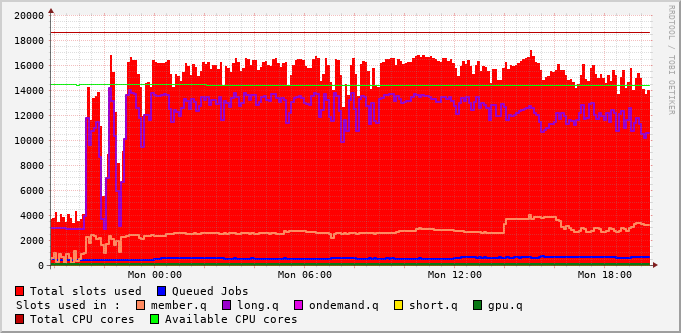 20000
18000
16000
14000
12000
10000
8000
6000
4000
2000
0
Mon 00:00 Mon 06:00 Mon 12:00 Mon 18:00
Total slots used Queued Jobs
Slots used in : member.q long.q ondemand.q short.q gpu.q
Total CPU cores Available CPU cores
RRDTOOL / TOBI OETIKER